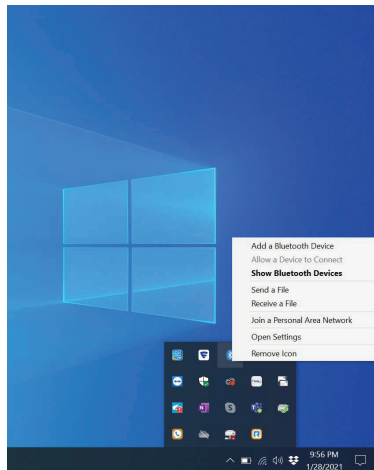 Add a Bluetooth Device
Allow a Device to Connect
Show Bluetooth Devices
Send a File
Receive a File
Join a Personal Area Network
Open Settings
Remove Icon
9:56 PM
1/28/2021